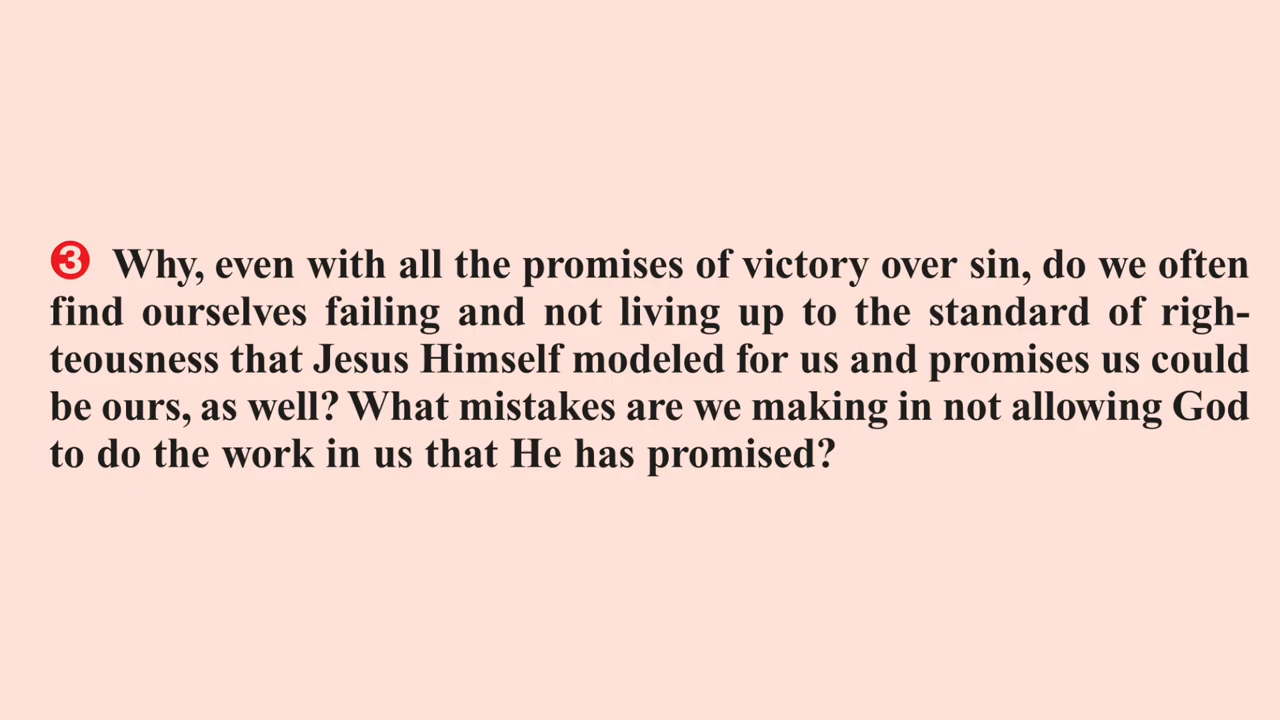 ❸ Why, even with all the promises of victory over sin, do we often
find ourselves failing and not living up to the standard of righ-
teousness that Jesus Himself modeled for us and promises us could
be ours, as well? What mistakes are we making in not allowing God
to do the work in us that He has promised?